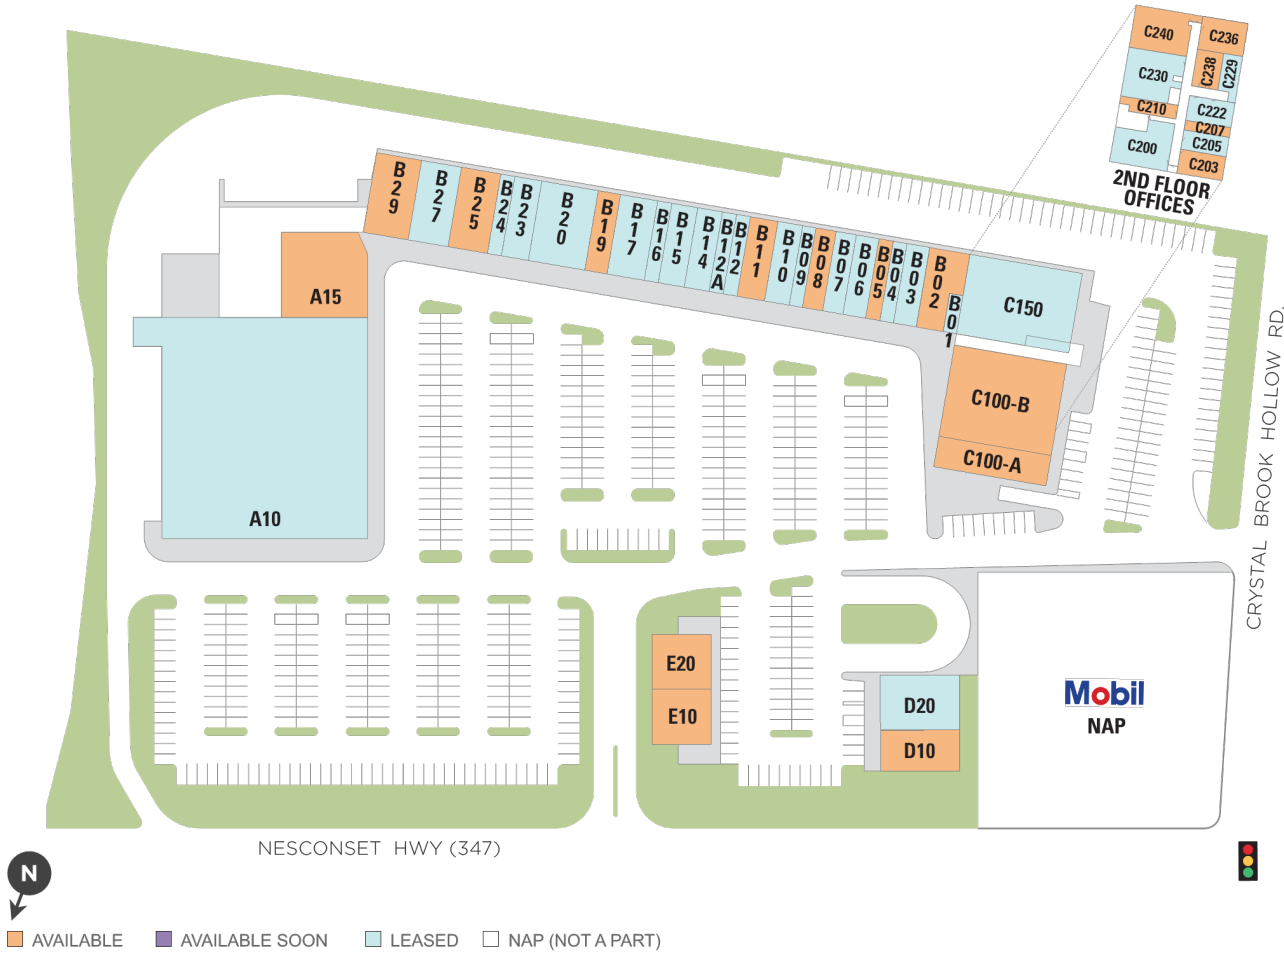 C240
C236
C230
C238
C229
C210
C222
C207
C200
C205
C203
2ND FLOOR
OFFICES
B29
B27
B25
B24
B23
B20
B19
B17
B16
B15
B14
B12A
B12
B11
B10
B09
B08
B07
B06
B05
B04
B03
B02
B01
C150
A15
C100-B
C100-A
A10
CRYSTAL BROOK HOLLOW RD.
E20
E10
D20
D10
Mobil
NAP
NESCONSET HWY (347)
N
AVAILABLE
AVAILABLE SOON
LEASED
NAP (NOT A PART)